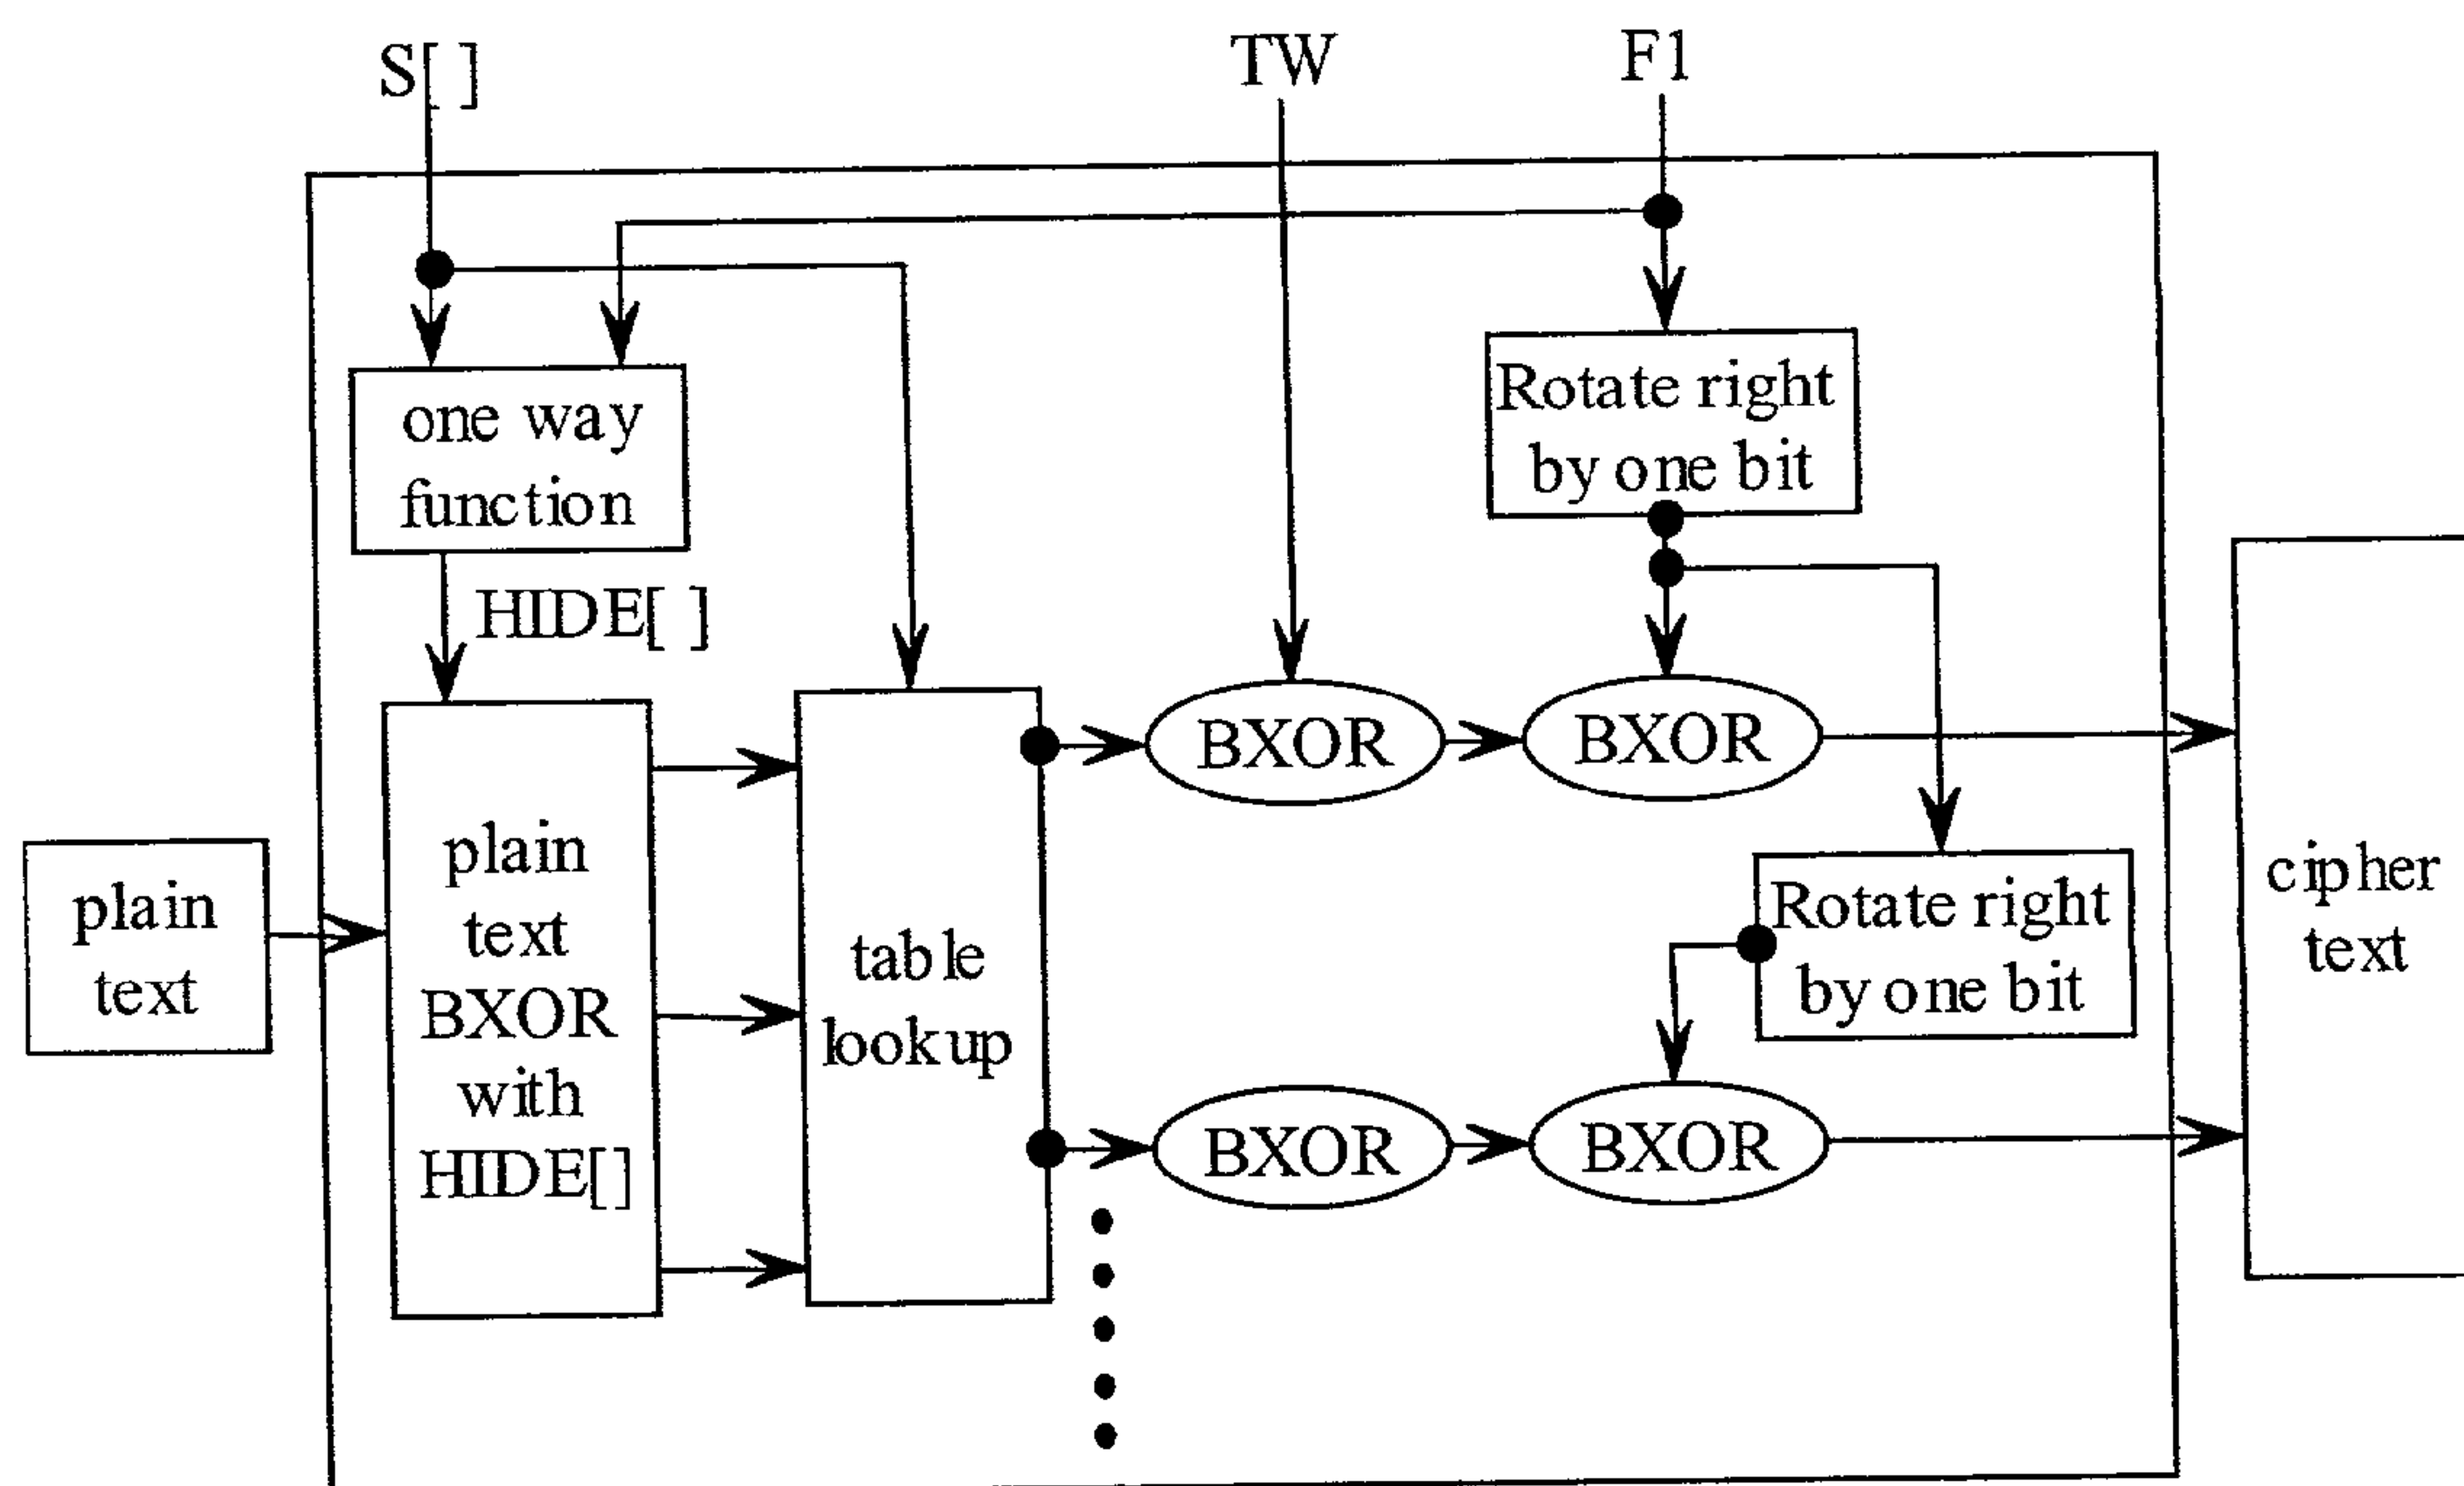 S[ ]
TW
F1
one way
function
Rotate right
by one bit
HIDE[ ]
plain
text
plain
text
BXOR
with
HIDE[]
table
lookup
BXOR
BXOR
Rotate right
by one bit
BXOR
BXOR
cipher
text